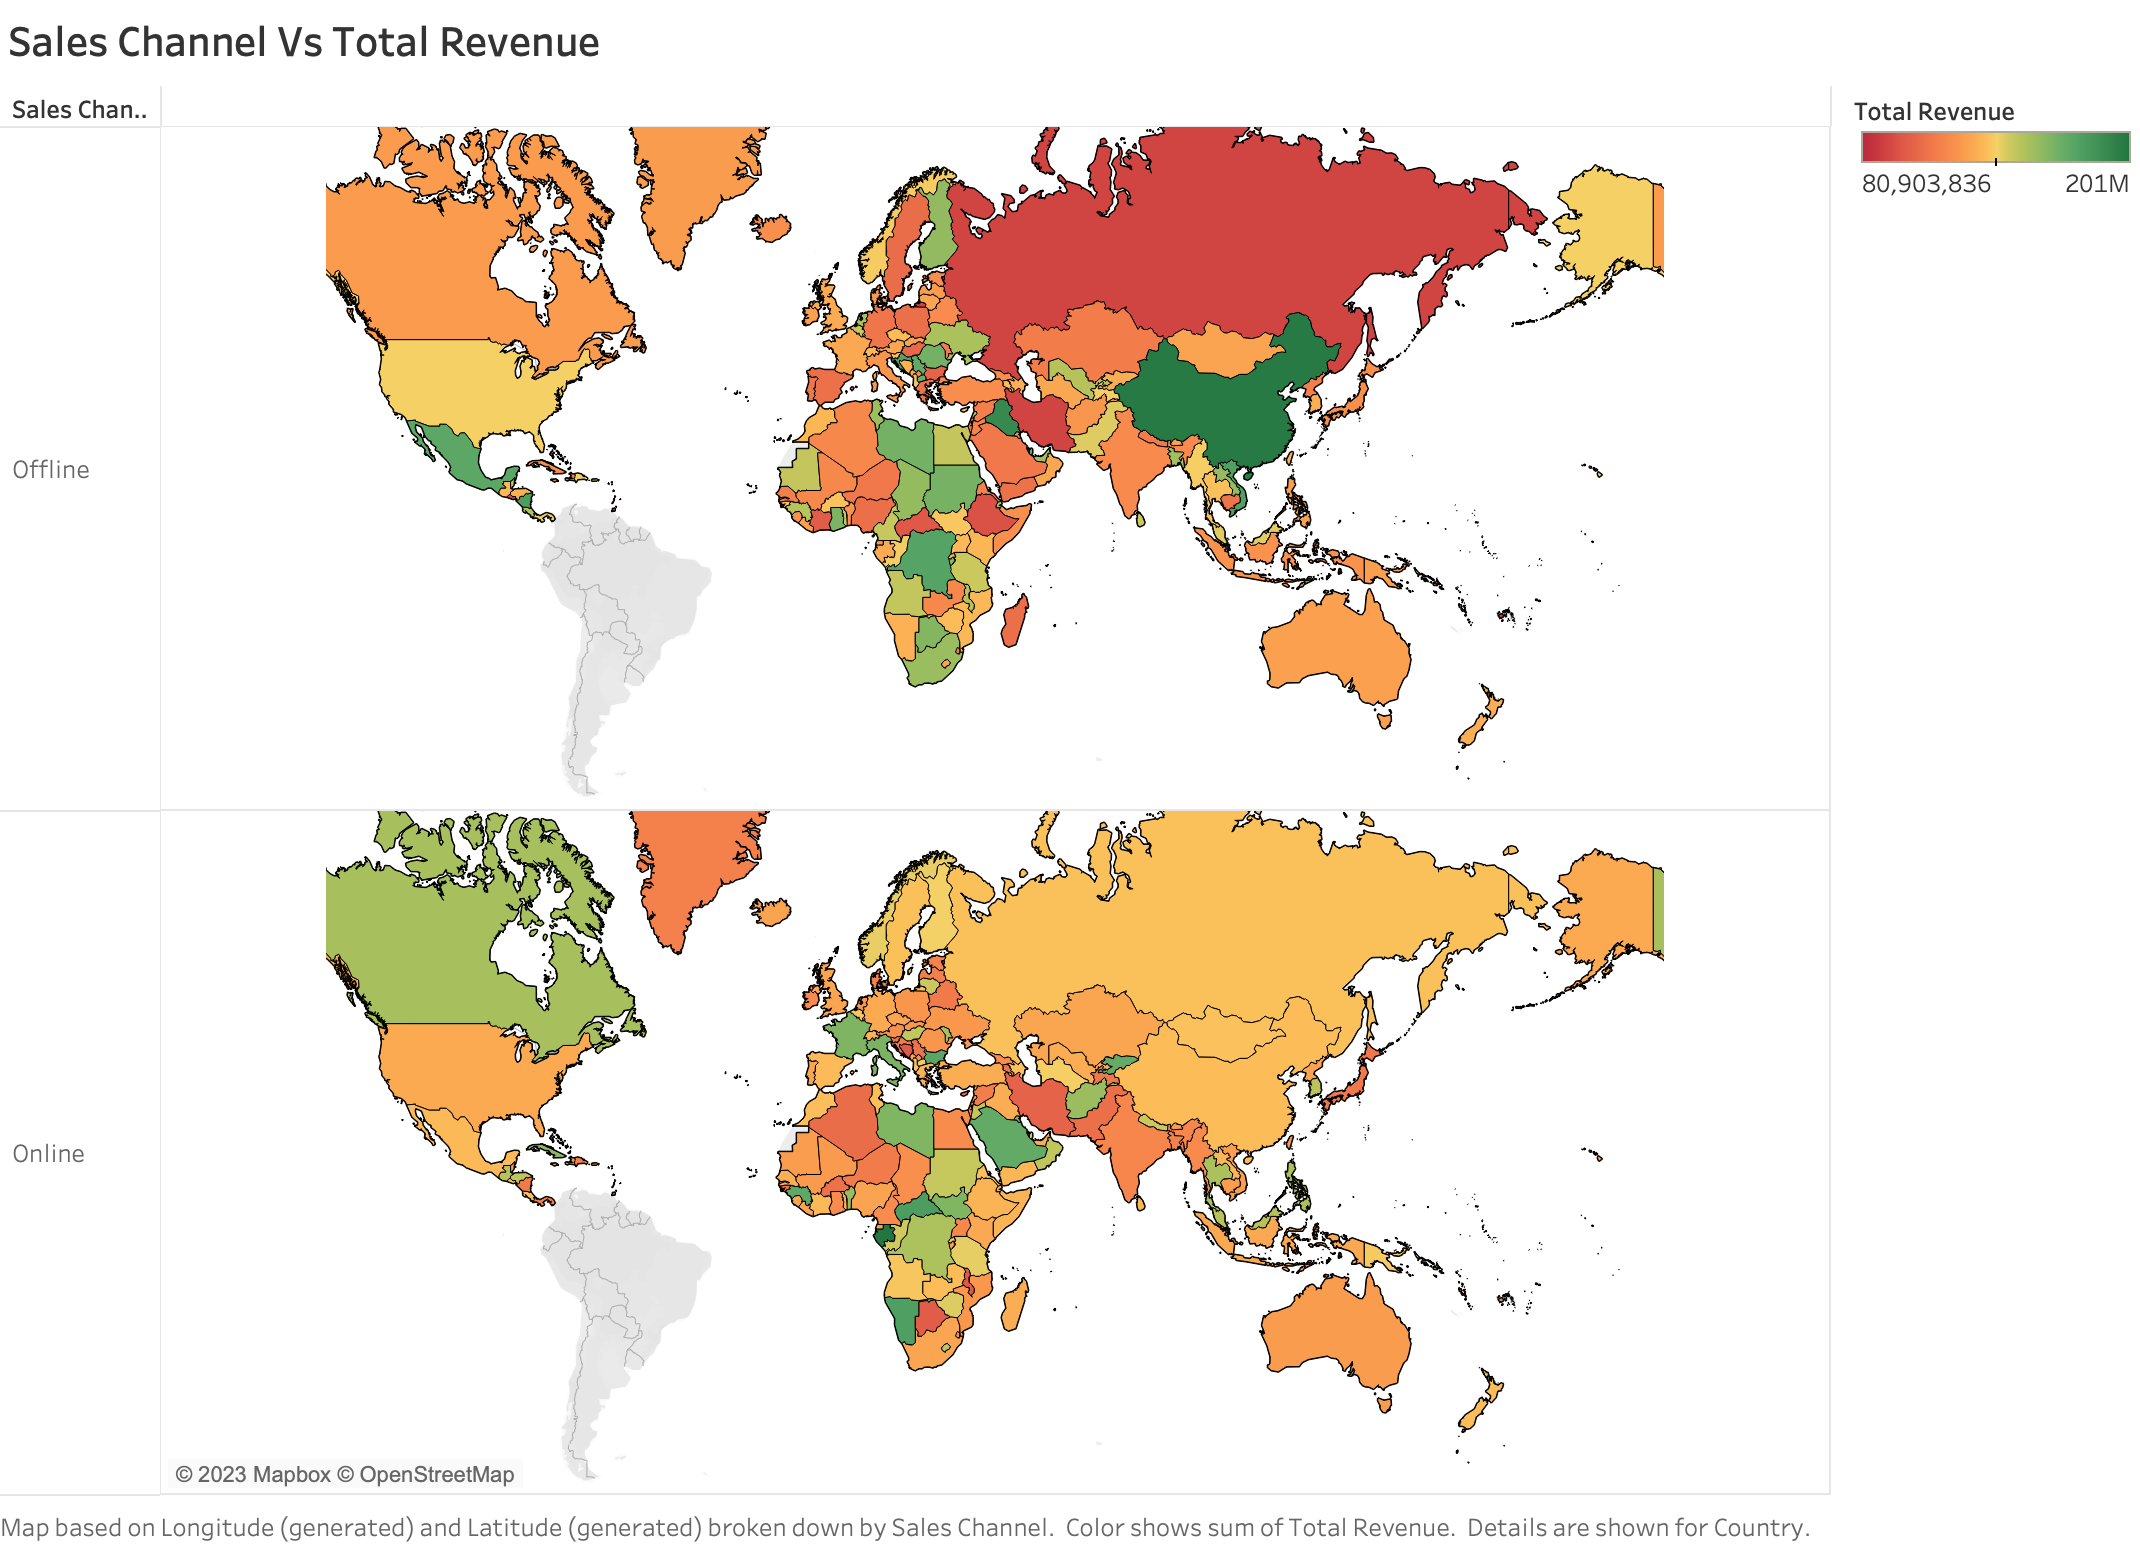 Sales Channel Vs Total Revenue
Sales Chan..
Total Revenue
80,903,836 201M
Offline
Online
© 2023 Mapbox © OpenStreetMap
Map based on Longitude (generated) and Latitude (generated) broken down by Sales Channel.  Color shows sum of Total Revenue.  Details are shown for Country.